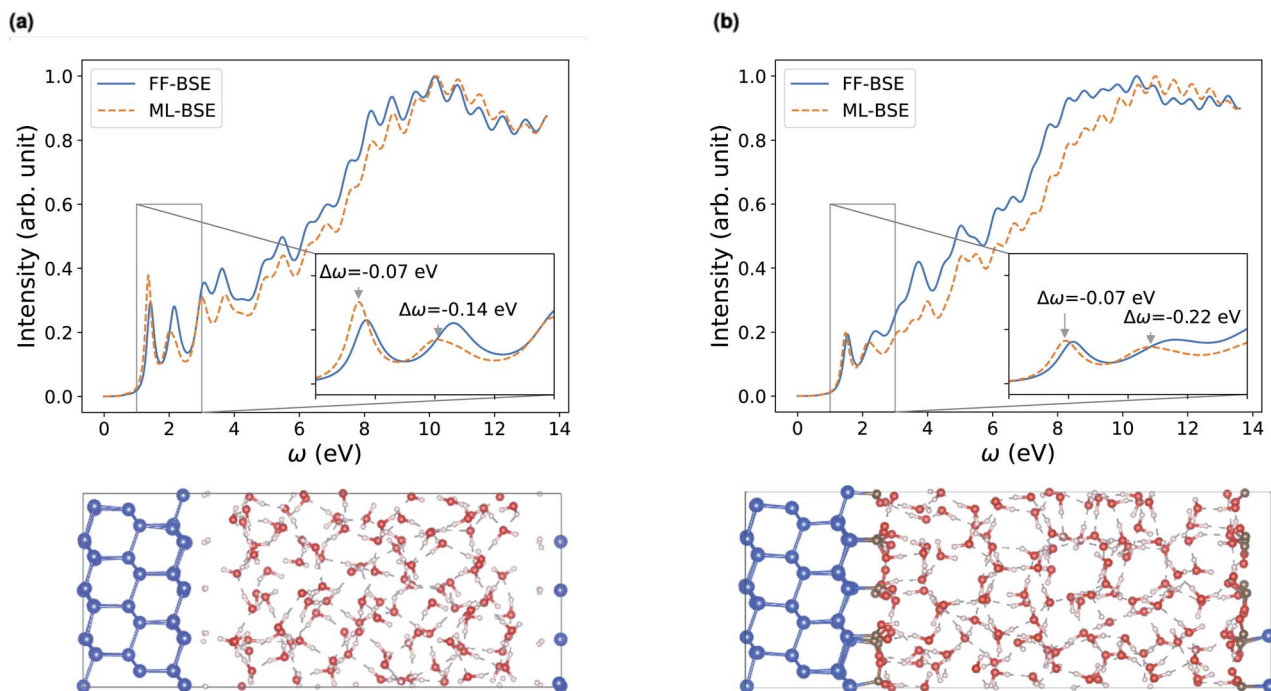 (a)
(b)
FF-BSE
ML-BSE
Intensity (arb. unit)
1.0
0.8
0.6
0.4
0.2
0.0
Δω=-0.07 eV
Δω=-0.14 eV
0 2 4 6 8 10 12 14
ω (eV)
FF-BSE
ML-BSE
Intensity (arb. unit)
1.0
0.8
0.6
0.4
0.2
0.0
Δω=-0.07 eV
Δω=-0.22 eV
0 2 4 6 8 10 12 14
ω (eV)